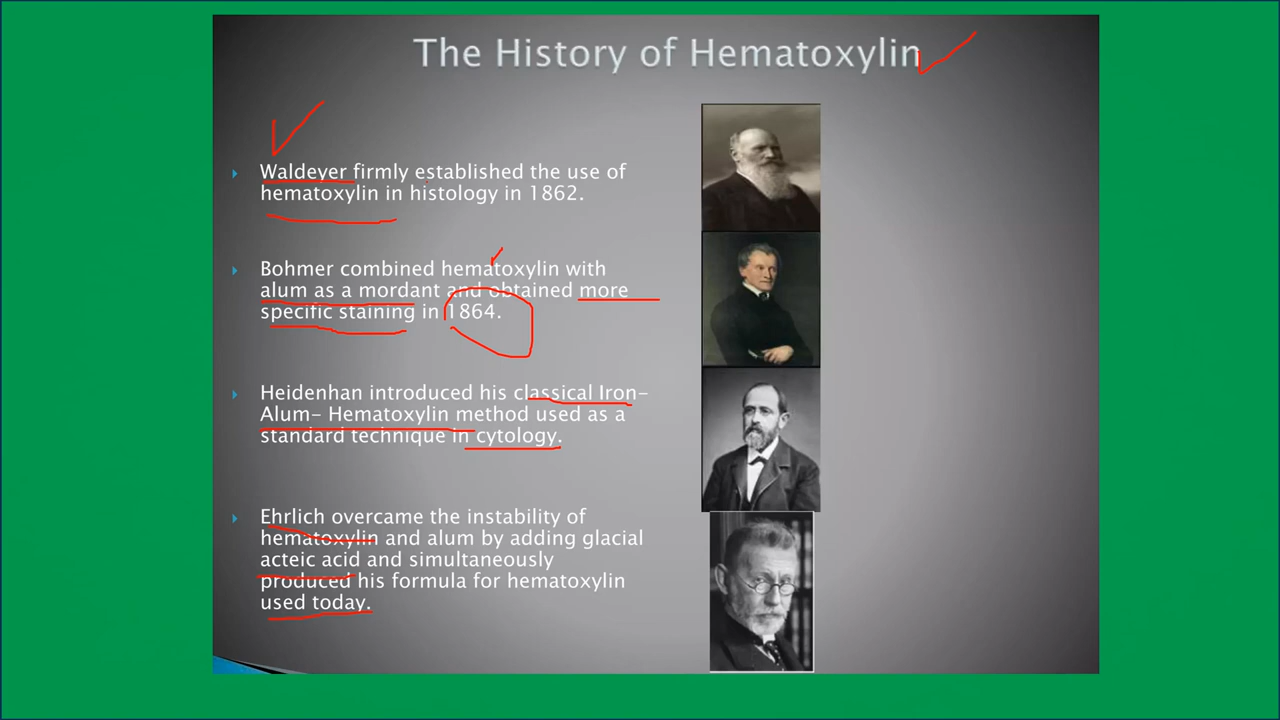 The History of Hematoxylin
Waldeyer firmly established the use of
hematoxylin in histology in 1862.
Bohmer combined hematoxylin with
alum as a mordant and obtained more
specific staining in 1864.
Heidenhan introduced his classical Iron-
Alum- Hematoxylin method used as a
standard technique in cytology.
Ehrlich overcame the instability of
hematoxylin and alum by adding glacial
acteic acid and simultaneously
produced his formula for hematoxylin
used today.